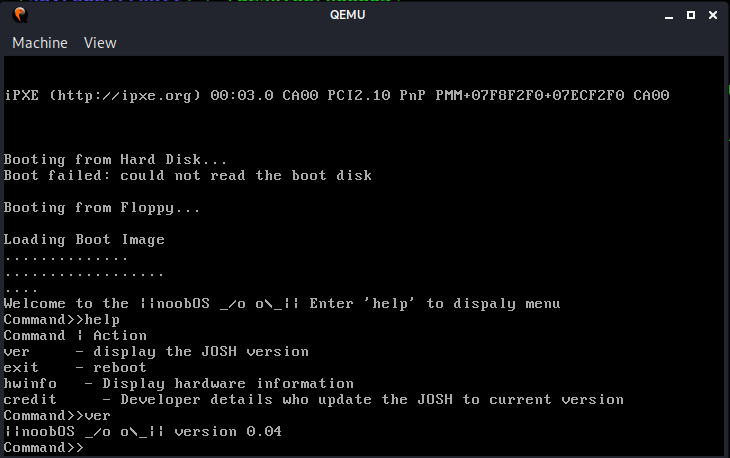 QEMU
Machine View
iPXE (http://ipxe.org) 00:03.0 CA00 PCI2.10 PnP PMM+07F8F2F0+07ECF2F0 CA00
Booting from Hard Disk...
Boot failed: could not read the boot disk
Booting from Floppy...
Loading Boot Image
..............
..................
....
Welcome to the ||noobOS _/o o\_|| Enter 'help' to dispaly menu
Command>>help
Command | Action
ver - display the JOSH version
exit - reboot
hwinfo - Display hardware information
credit - Developer details who update the JOSH to current version
Command>>ver
||noobOS _/o o\_|| version 0.04
Command>>